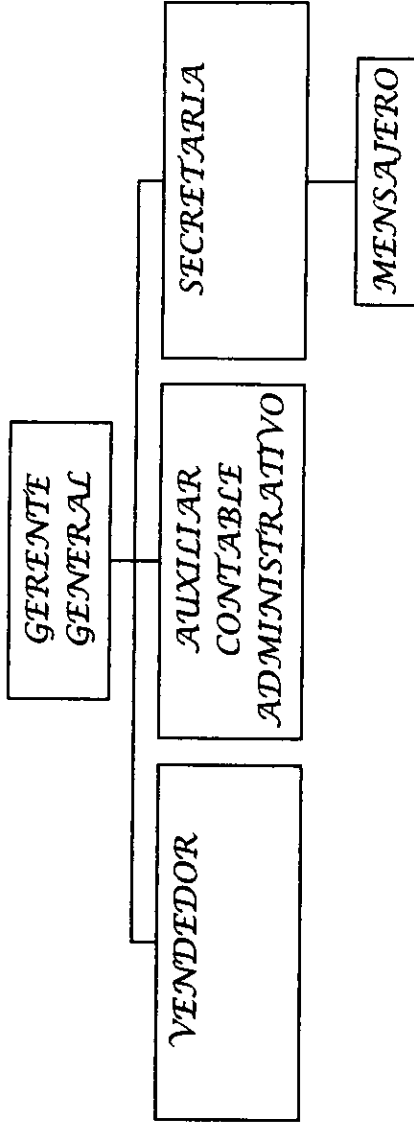 GERENTE
GENERAL
VENDEDOR
AUXILIAR
CONTABLE
ADMINISTRATIVO
SECRETARIA
MENSAJERO